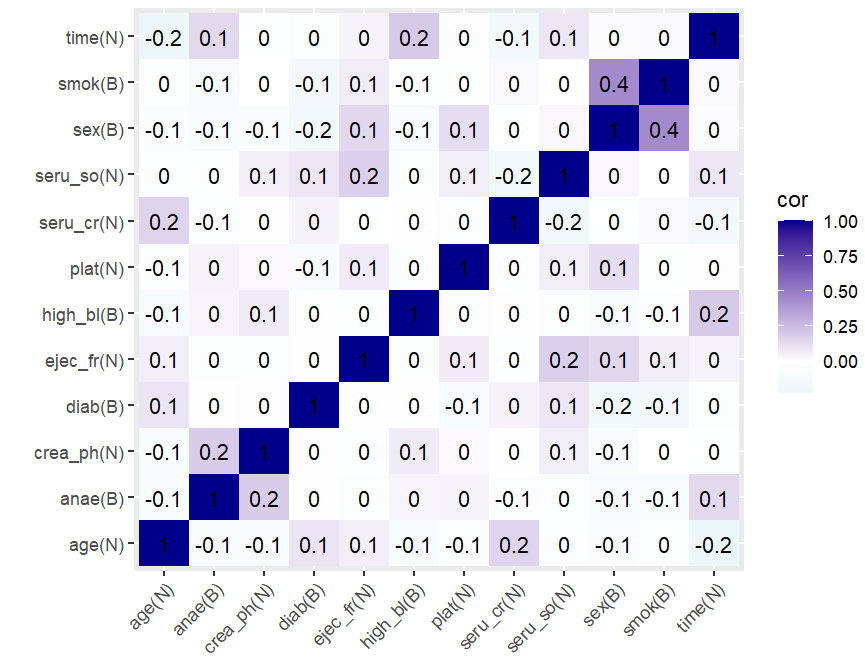 time(N) -0.2 0.1 0 0 0 0.2 0 -0.1 0.1 0 0 1
smok(B) 0 -0.1 0 -0.1 0.1 -0.1 0 0 0 0.4 1 0
sex(B) -0.1 -0.1 -0.1 -0.2 0.1 -0.1 0.1 0 0 1 0.4 0
seru_so(N) 0 0 0.1 0.1 0.2 0 0.1 -0.2 1 0 0 0.1
seru_cr(N) 0.2 -0.1 0 0 0 0 0 1 -0.2 0 0 -0.1
plat(N) -0.1 0 0 -0.1 0.1 0 1 0 0.1 0.1 0 0
high_bl(B) -0.1 0 0.1 0 0 1 0 0 0 -0.1 -0.1 0.2
ejec_fr(N) 0.1 0 0 0 1 0 0.1 0 0.2 0.1 0.1 0
diab(B) 0.1 0 0 1 0 0 -0.1 0 0.1 -0.2 -0.1 0
crea_ph(N) -0.1 0.2 1 0 0 0.1 0 0 0.1 -0.1 0 0
anae(B) -0.1 1 0.2 0 0 0 0 -0.1 0 -0.1 -0.1 0.1
age(N) 1 -0.1 -0.1 0.1 0.1 -0.1 -0.1 0.2 0 -0.1 0 -0.2
age(N) anae(B) crea_ph(N) diab(B) ejec_fr(N) high_bl(B) plat(N) seru_cr(N) seru_so(N) sex(B) smok(B) time(N)
cor
1.00
0.75
0.50
0.25
0.00